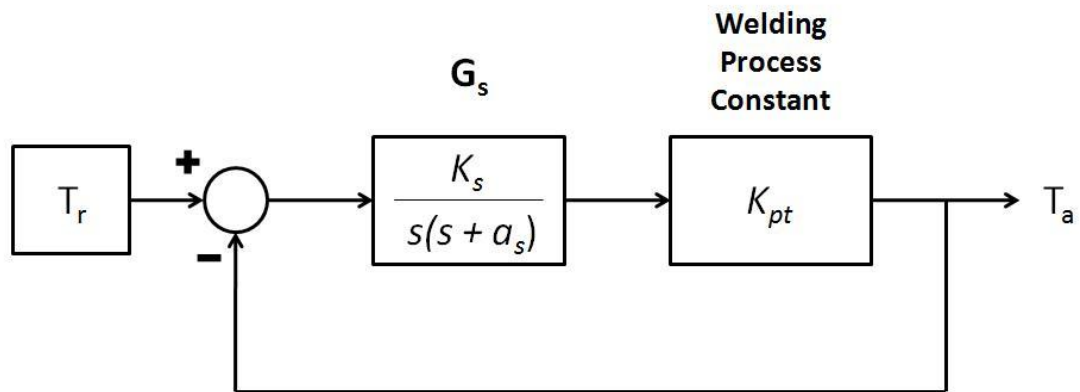 Welding
Process
Constant
G_s
+
T_r
K_s
s(s + a_s)
K_pt
T_a
-